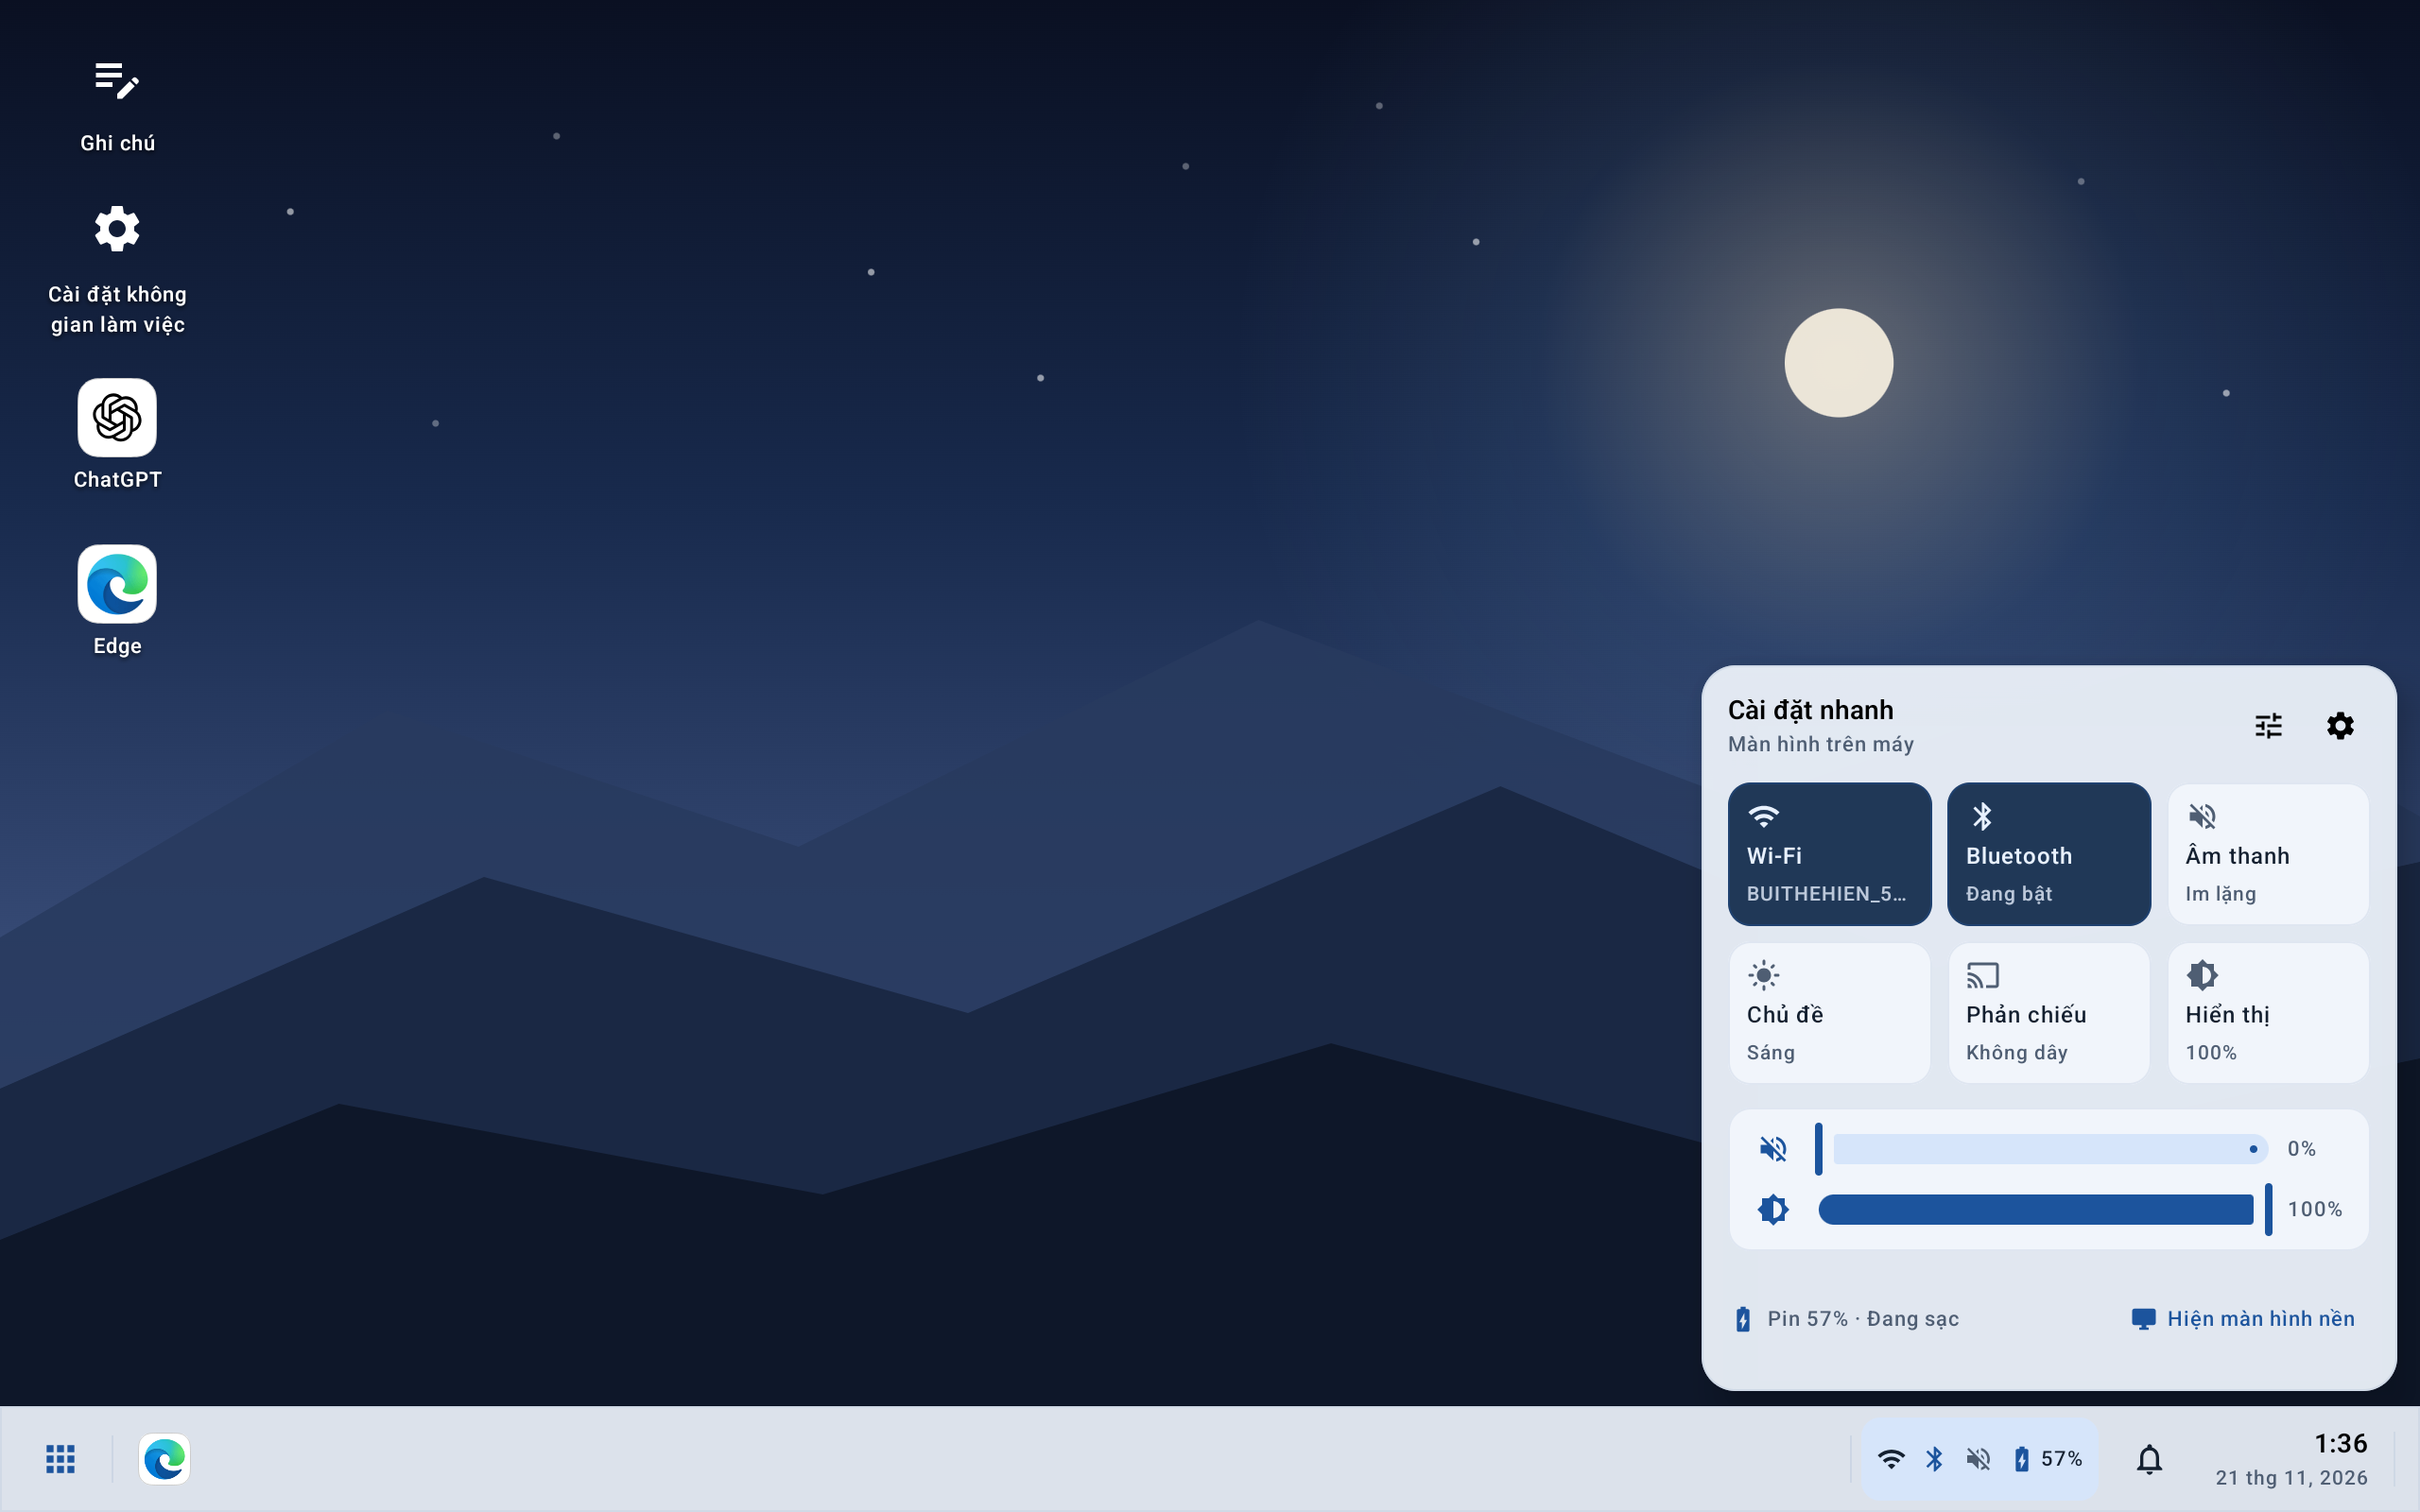 Ghi chú
Cài đặt không
gian làm việc
ChatGPT
Edge
Cài đặt nhanh
Màn hình trên máy
Wi-Fi
BUITHEHIEN_5...
Bluetooth
Đang bật
Âm thanh
Im lặng
Chủ đề
Sáng
Phản chiếu
Không dây
Hiển thị
100%
0%
100%
Pin 57% · Đang sạc
Hiện màn hình nền
57%
1:36
21 thg 11, 2026